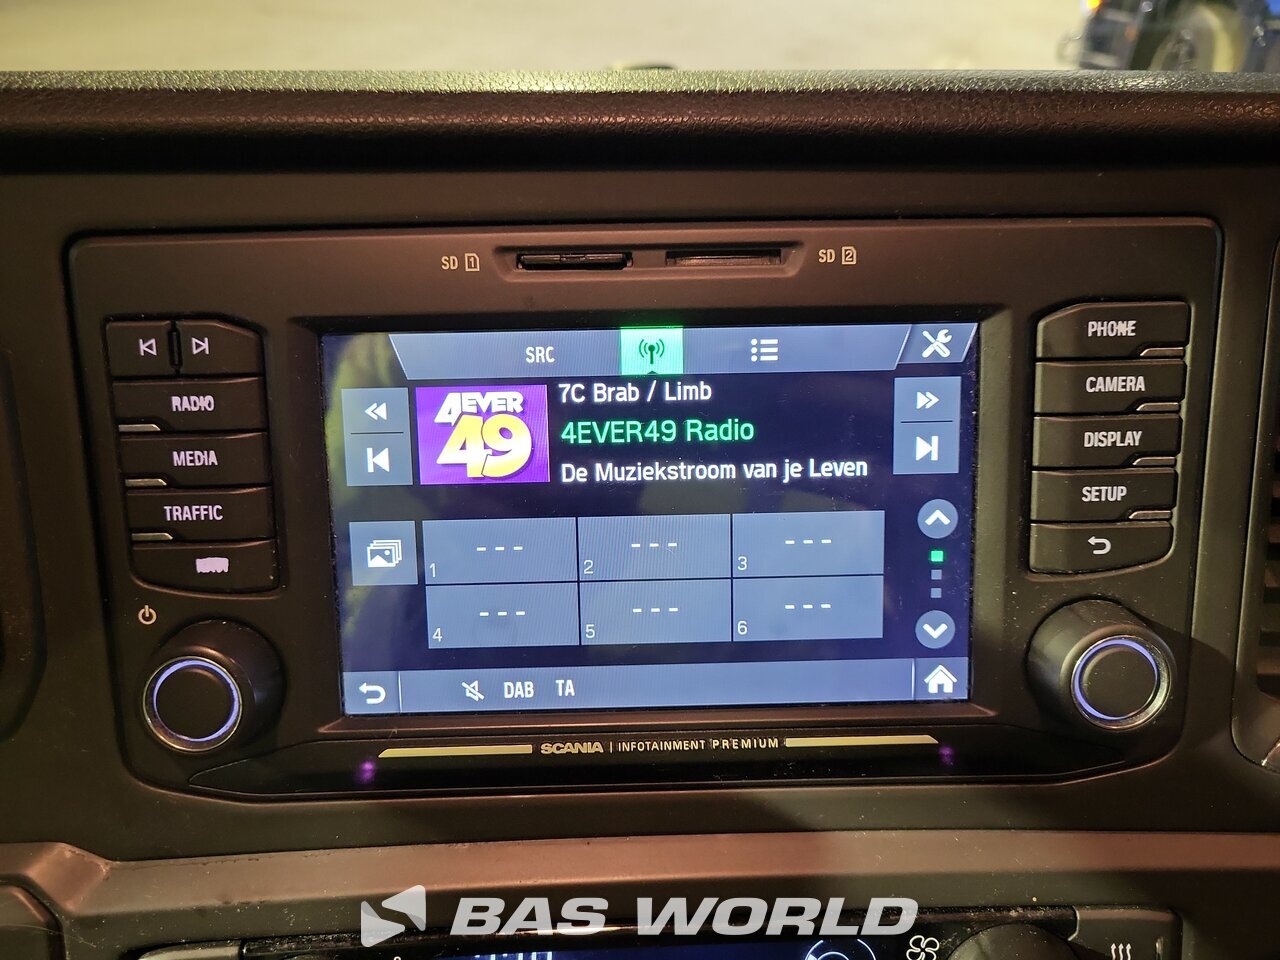 SD 1
SD 2
RADIO
MEDIA
TRAFFIC
PHONE
CAMERA
DISPLAY
SETUP
SRC
4EVER
49
7C Brab / Limb
4EVER49 Radio
De Muziekstroom van je Leven
--- 1
--- 2
--- 3
--- 4
--- 5
--- 6
DAB TA
SCANIA | INFOTAINMENT PREMIUM
BAS WORLD